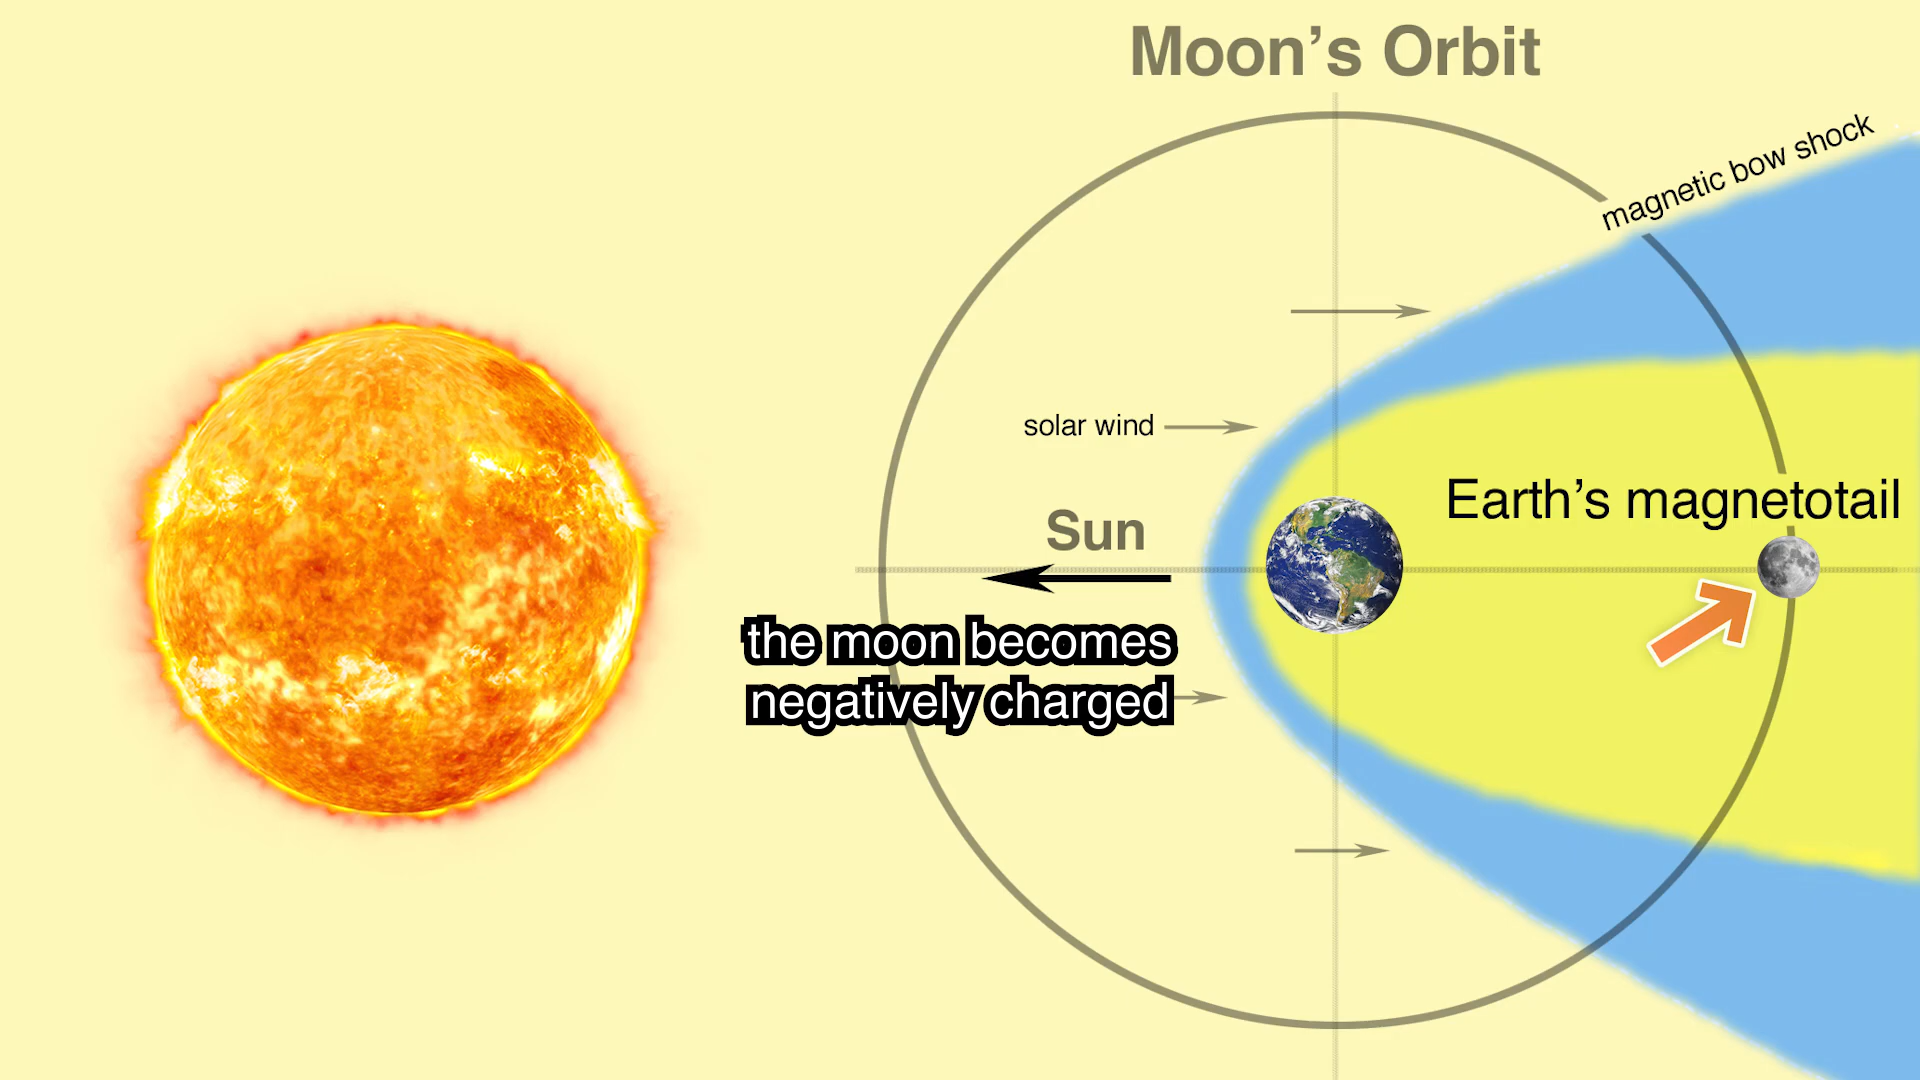 Moon’s Orbit
magnetic bow shock
solar wind
Earth’s magnetotail
Sun
the moon becomes
negatively charged